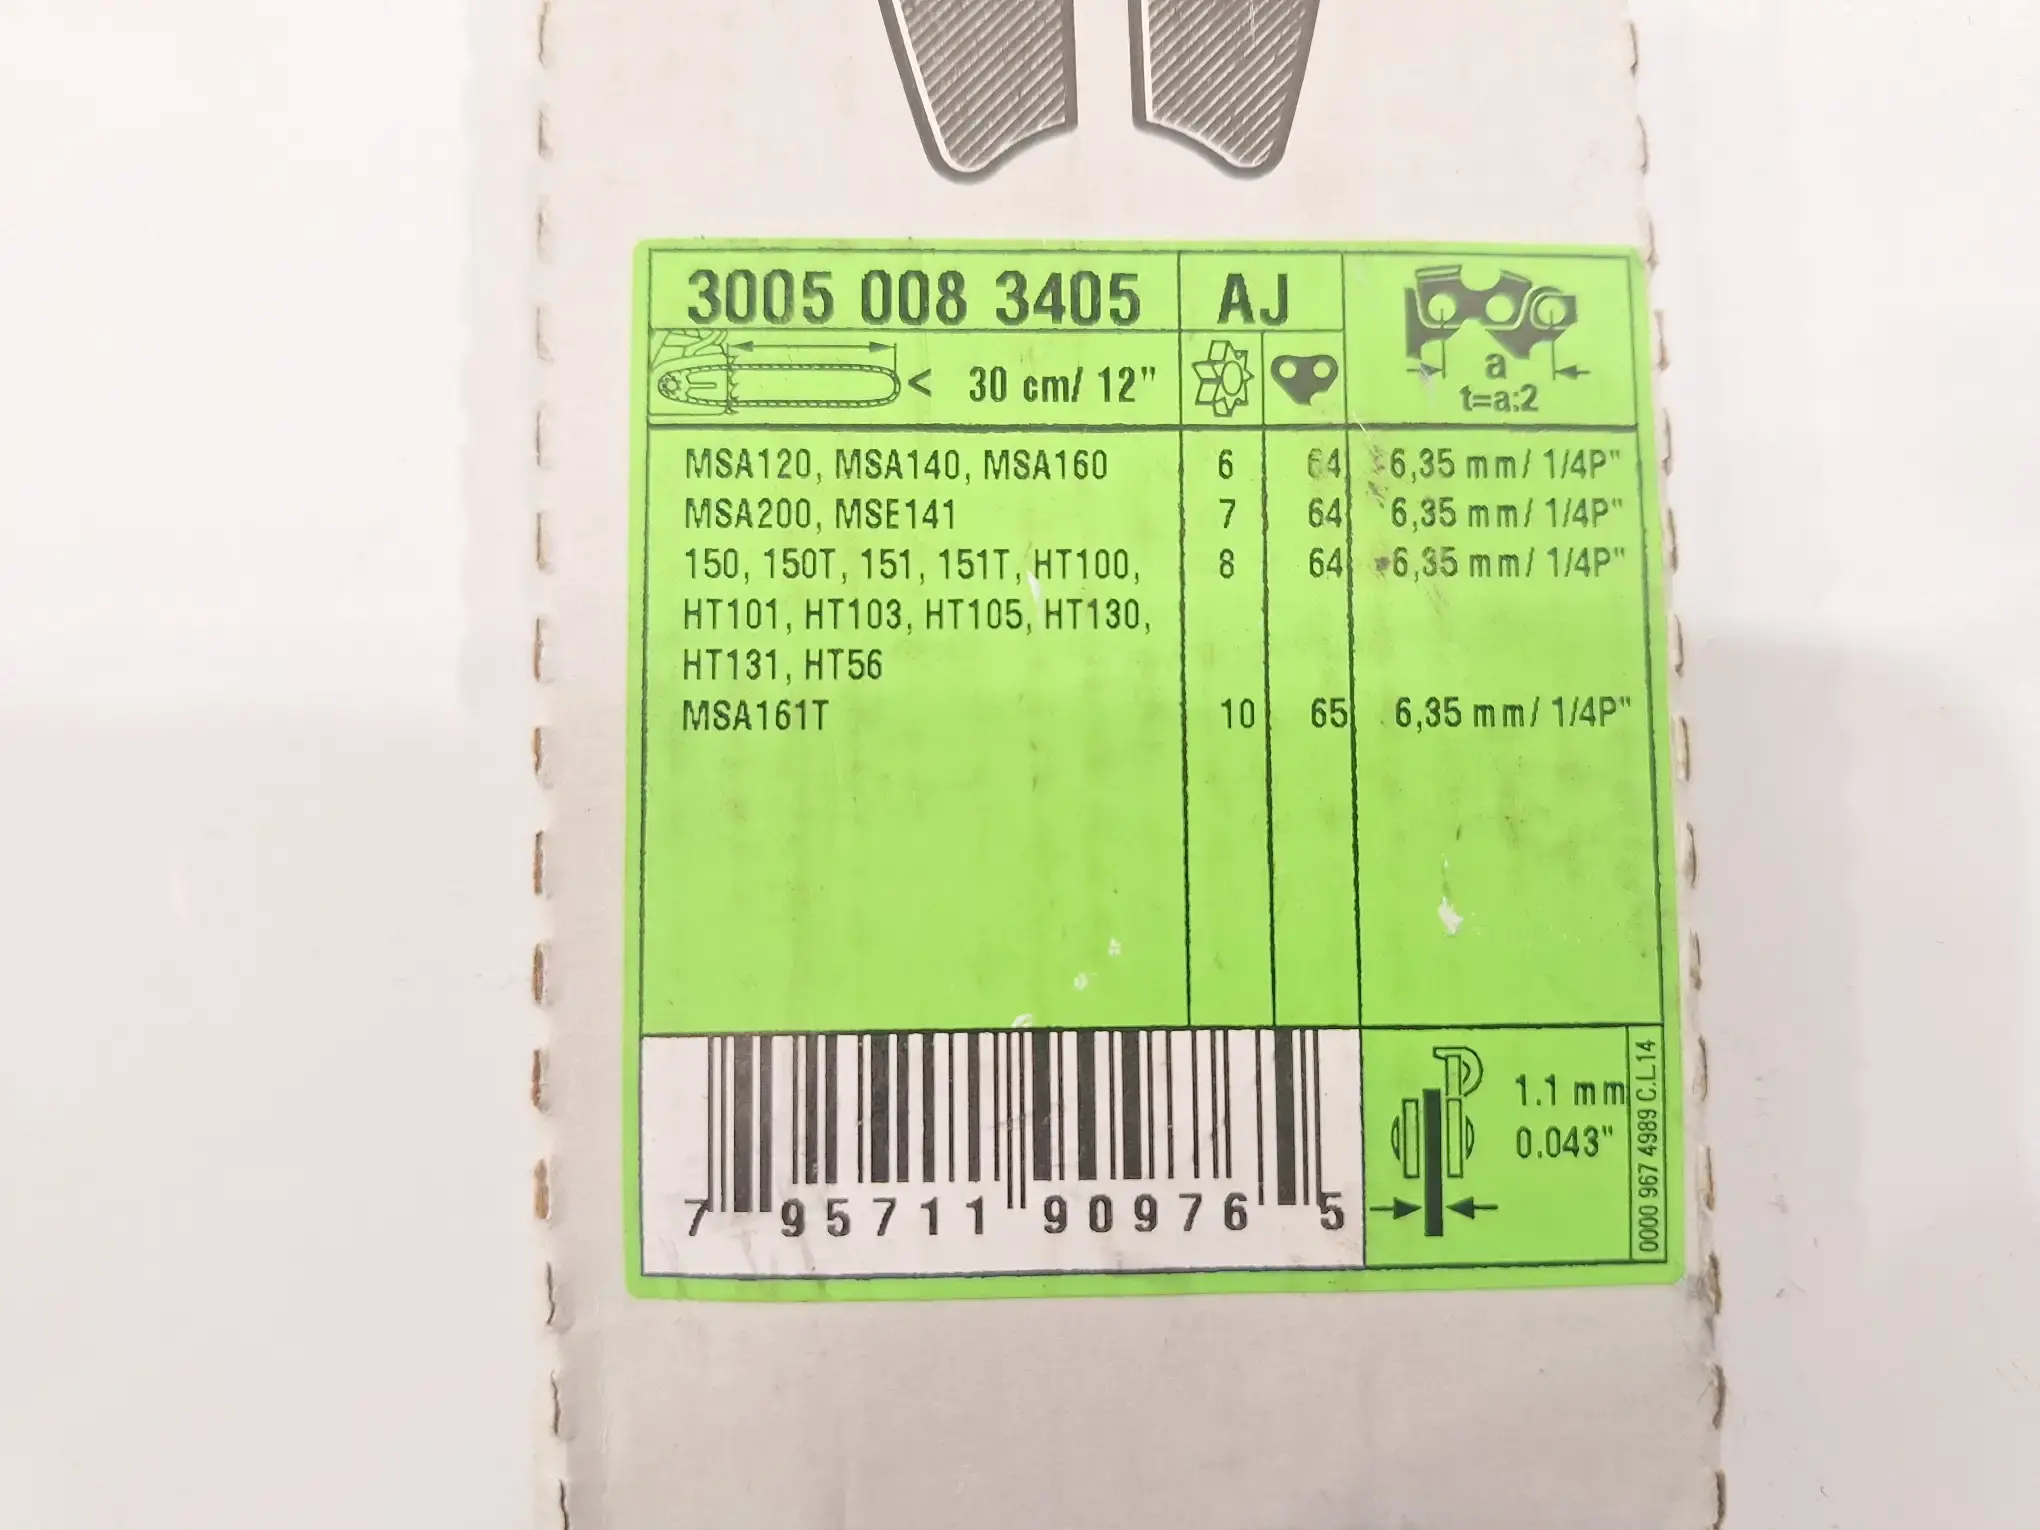 3005 008 3405 AJ
a
t=a:2
< 30 cm/ 12"
MSA120, MSA140, MSA160 6 64 6,35 mm/ 1/4P"
MSA200, MSE141 7 64 6,35 mm/ 1/4P"
150, 150T, 151, 151T, HT100, 8 64 6,35 mm/ 1/4P"
HT101, HT103, HT105, HT130,
HT131, HT56
MSA161T 10 65 6,35 mm/ 1/4P"
7 95711 90976 5
1.1 mm
0.043"
0000 967 4989 C.L14